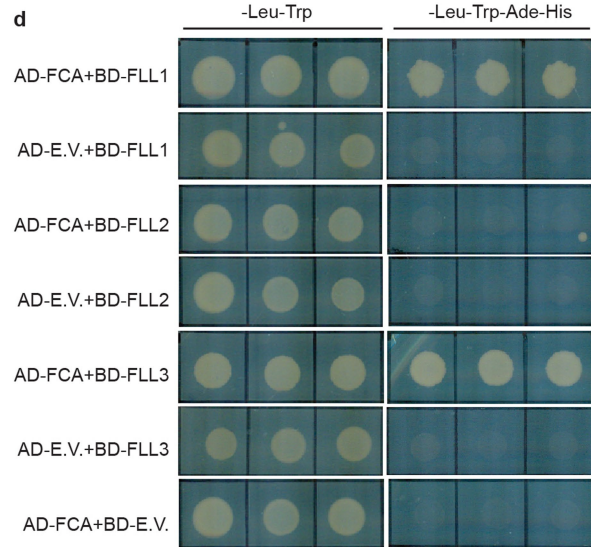 d
-Leu-Trp
-Leu-Trp-Ade-His
AD-FCA+BD-FLL1
AD-E.V.+BD-FLL1
AD-FCA+BD-FLL2
AD-E.V.+BD-FLL2
AD-FCA+BD-FLL3
AD-E.V.+BD-FLL3
AD-FCA+BD-E.V.